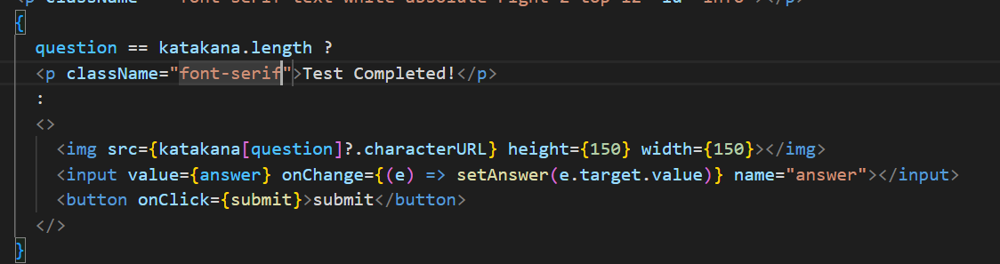 <p className="font-serif text-white absolute right-2 top-12" id="info"></p>
{
question == katakana.length ?
<p className="font-serif">Test Completed!</p>
:
<>
<img src={katakana[question]?.characterURL} height={150} width={150}></img>
<input value={answer} onChange={(e) => setAnswer(e.target.value)} name="answer"></input>
<button onClick={submit}>submit</button>
</>
}